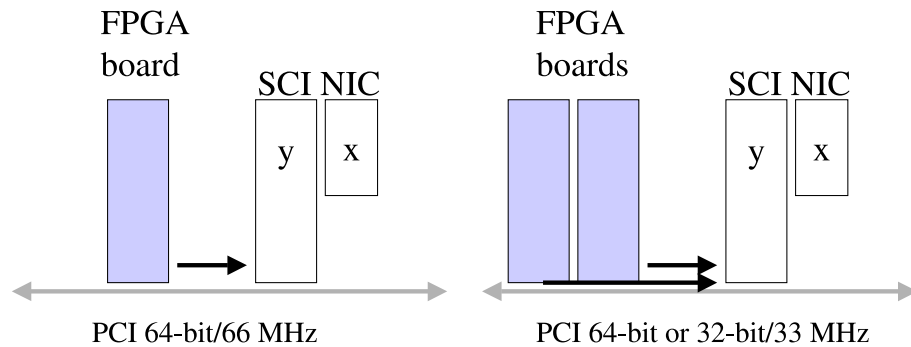 FPGA
board
SCI NIC
y
x
PCI 64-bit/66 MHz
FPGA
boards
SCI NIC
y
x
PCI 64-bit or 32-bit/33 MHz